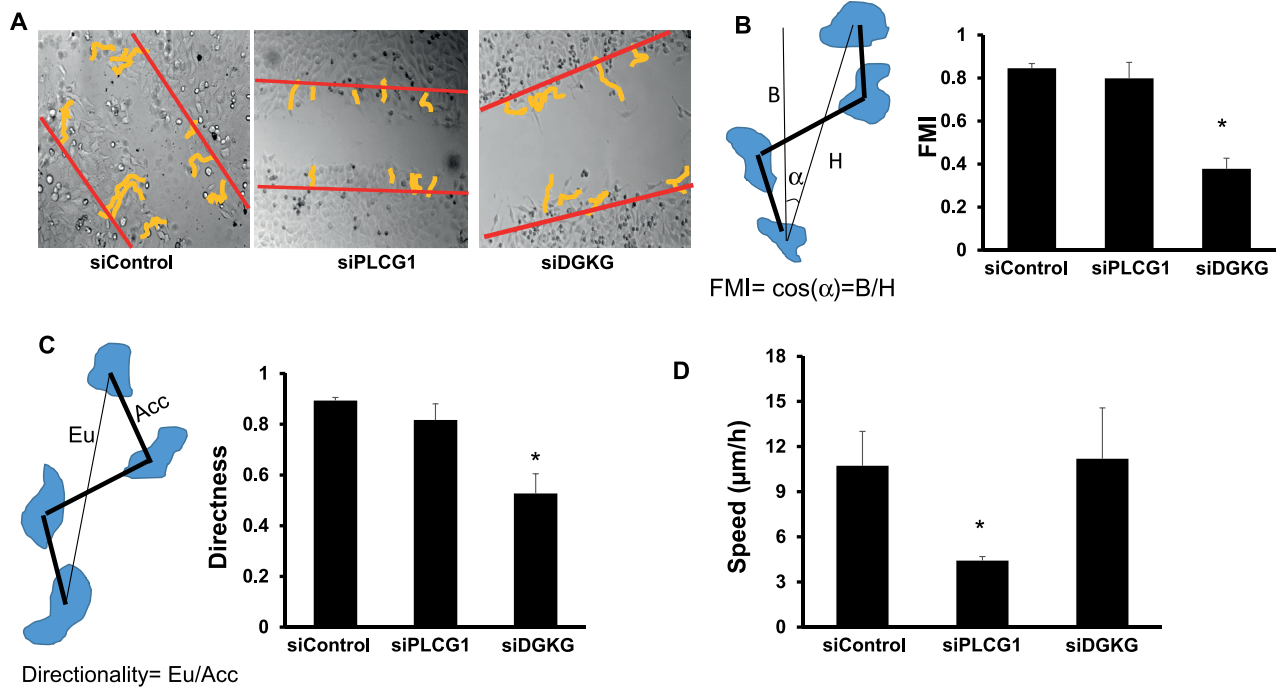 A
siControl
siPLCG1
siDGKG
B
B
H
α
FMI= cos(α)=B/H
FMI
1
0.8
0.6
0.4
0.2
0
*
siControl
siPLCG1
siDGKG
C
Eu
Acc
Directionality= Eu/Acc
Directness
1
0.8
0.6
0.4
0.2
0
*
siControl
siPLCG1
siDGKG
D
Speed (µm/h)
18
15
12
9
6
3
0
*
siControl
siPLCG1
siDGKG